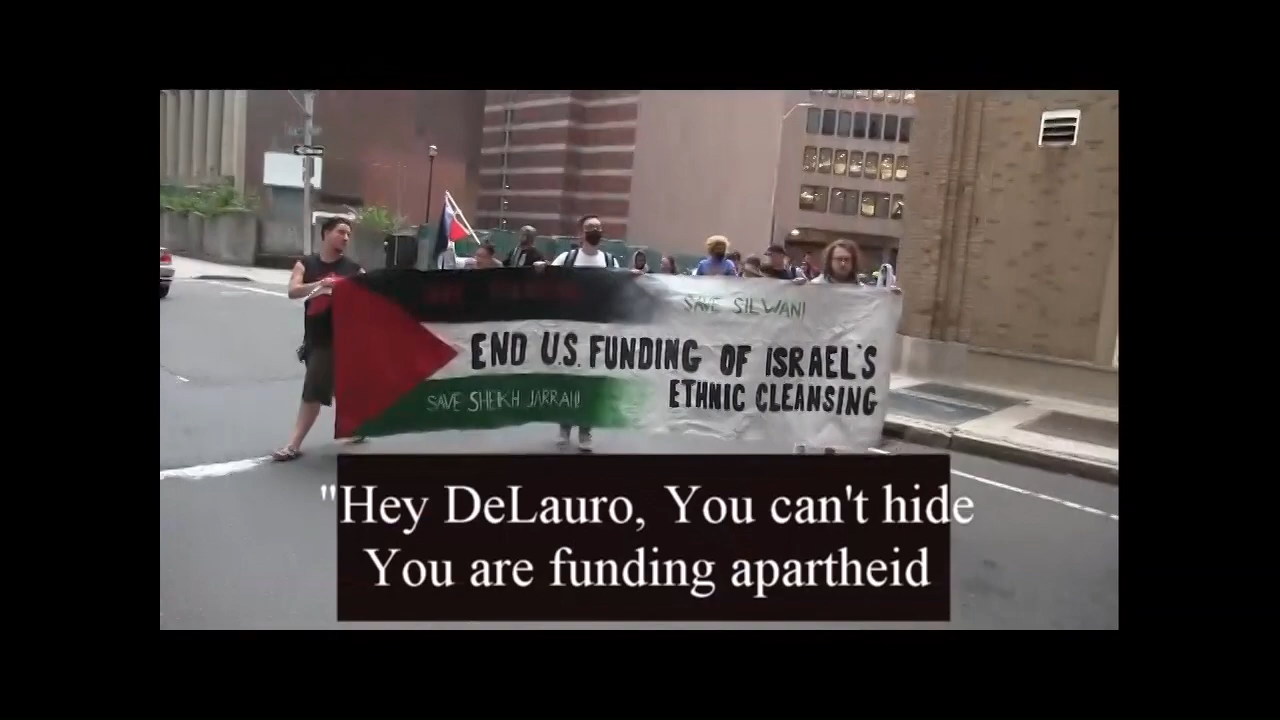 SAVE SILWAN!
END U.S. FUNDING OF ISRAEL'S
ETHNIC CLEANSING
SAVE SHEIKH JARRAH!
"Hey DeLauro, You can't hide
You are funding apartheid